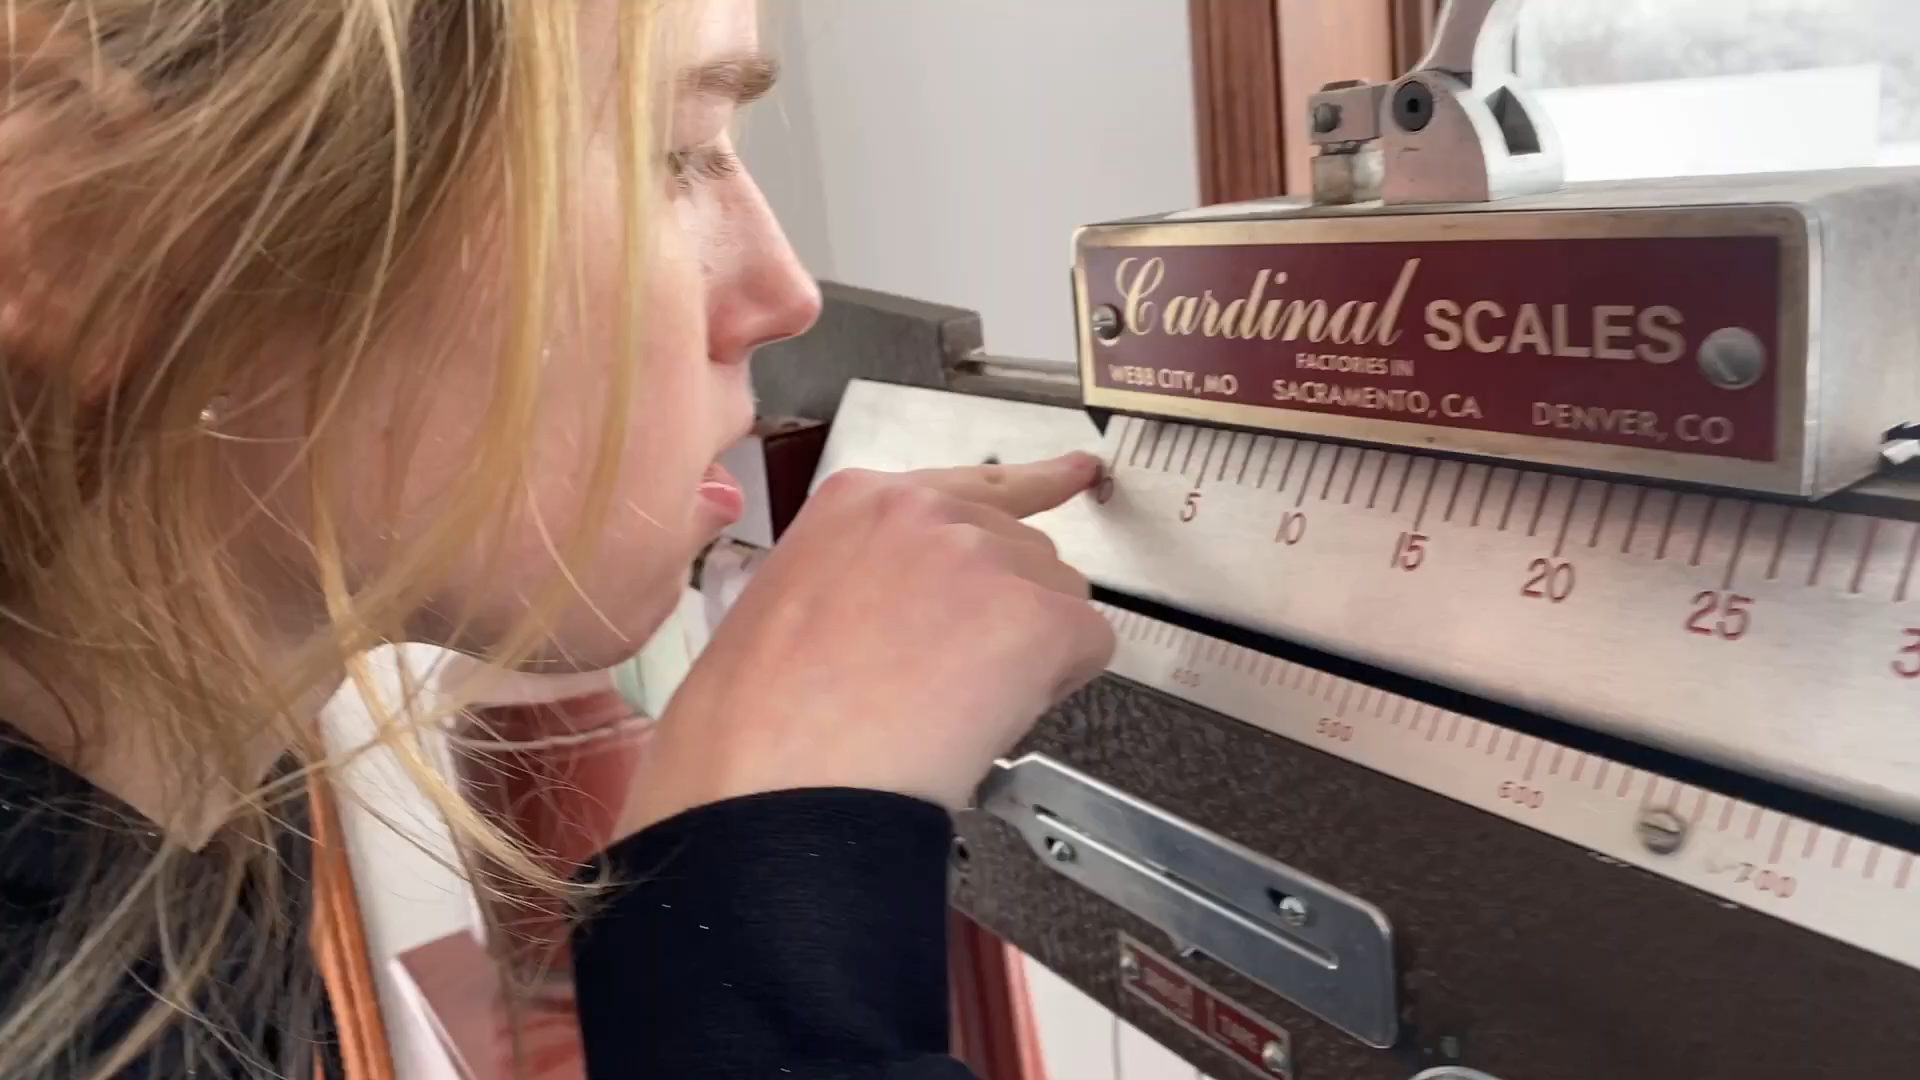 Cardinal SCALES
FACTORIES IN
WEBB CITY, MO SACRAMENTO, CA DENVER, CO
0 5 10 15 20 25
400 500 600 700